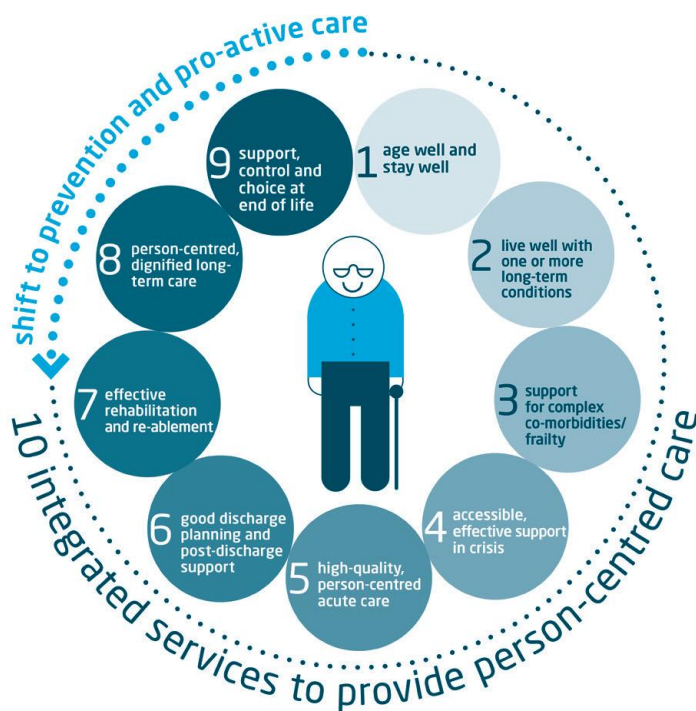 shift to prevention and pro-active care
1 age well and
stay well
2 live well with
one or more
long-term
conditions
3 support
for complex
co-morbidities/
frailty
4 accessible,
effective support
in crisis
5 high-quality,
person-centred
acute care
6 good discharge
planning and
post-discharge
support
7 effective
rehabilitation
and re-ablement
8 person-centred,
dignified long-
term care
9 support,
control and
choice at
end of life
10 integrated services to provide person-centred care